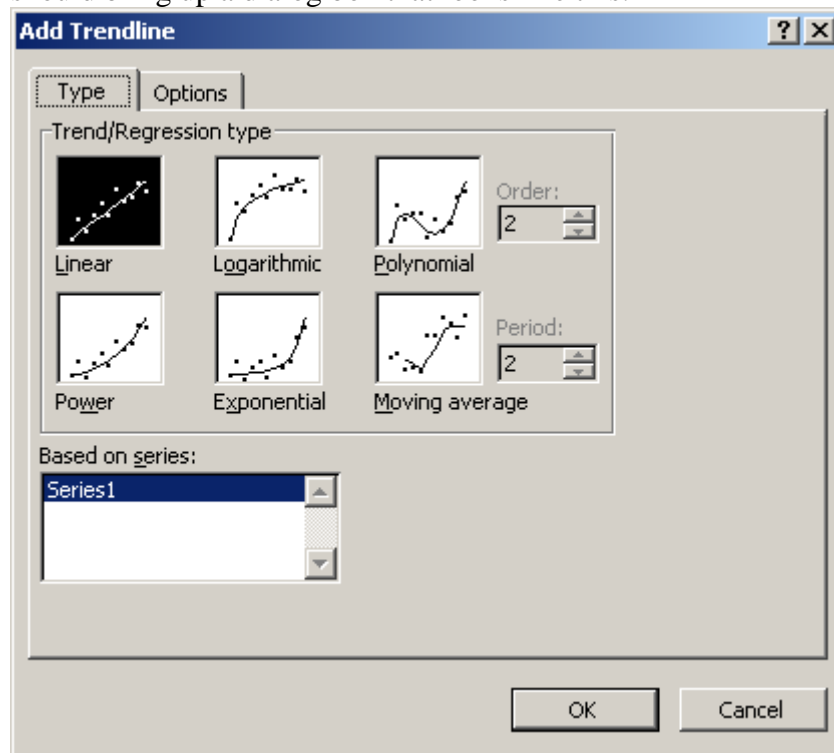 Add Trendline
Type Options
Trend/Regression type
Linear Logarithmic Polynomial
Order:
2
Power Exponential Moving average
Period:
2
Based on series:
Series1
OK Cancel